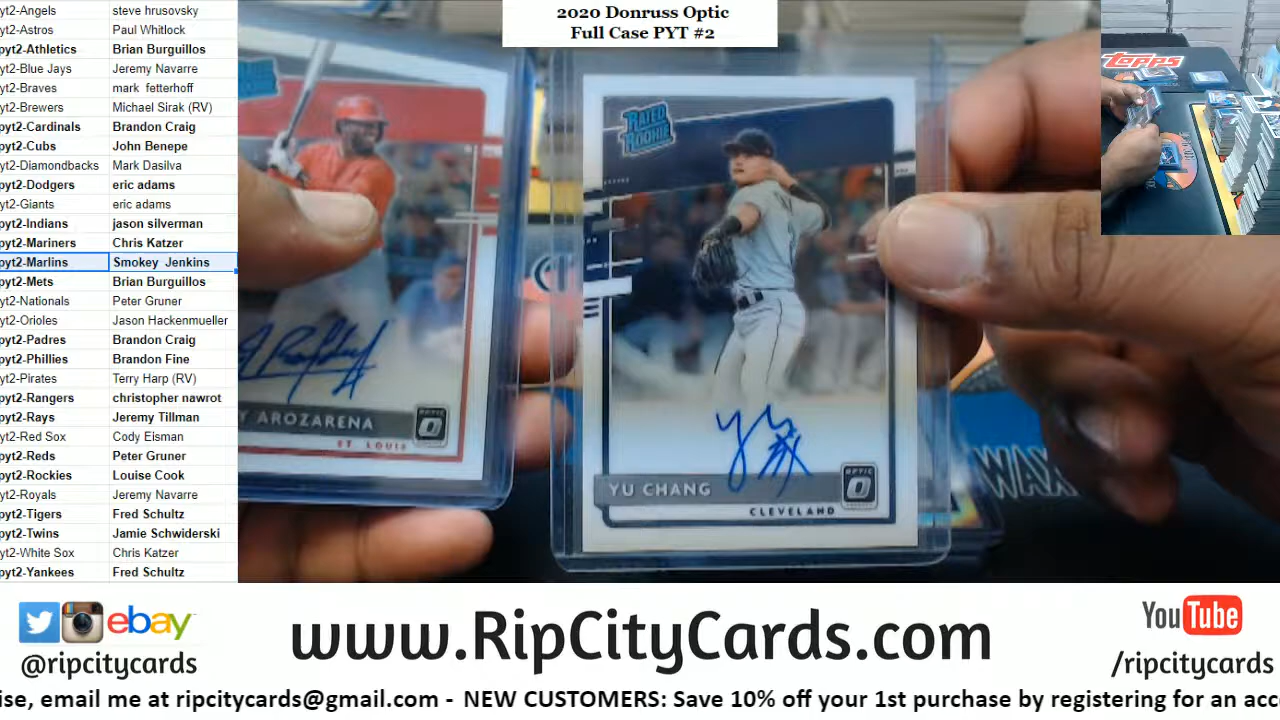 yt2-Angels steve hrusovsky
yt2-Astros Paul Whitlock
pyt2-Athletics Brian Burguillos
yt2-Blue Jays Jeremy Navarre
yt2-Braves mark fetterhoff
yt2-Brewers Michael Sirak (RV)
pyt2-Cardinals Brandon Craig
pyt2-Cubs John Benepe
yt2-Diamondbacks Mark Dasilva
pyt2-Dodgers eric adams
yt2-Giants eric adams
pyt2-Indians jason silverman
pyt2-Mariners Chris Katzer
pyt2-Marlins Smokey Jenkins
pyt2-Mets Brian Burguillos
yt2-Nationals Peter Gruner
yt2-Orioles Jason Hackenmueller
pyt2-Padres Brandon Craig
pyt2-Phillies Brandon Fine
yt2-Pirates Terry Harp (RV)
pyt2-Rangers christopher nawrot
pyt2-Rays Jeremy Tillman
yt2-Red Sox Cody Elsman
pyt2-Reds Peter Gruner
pyt2-Rockies Louise Cook
yt2-Royals Jeremy Navarre
pyt2-Tigers Fred Schultz
pyt2-Twins Jamie Schwiderski
yt2-White Sox Chris Katzer
pyt2-Yankees Fred Schultz
2020 Donruss Optic
Full Case PYT #2
Topps
Y AROZARENA
OPTIC
ST. LOUIS
RATED
ROOKIE
YU CHANG
OPTIC
CLEVELAND
WAX
ebay
@ripcitycards
www.RipCityCards.com
YouTube
/ripcitycards
ise, email me at ripcitycards@gmail.com - NEW CUSTOMERS: Save 10% off your 1st purchase by registering for an acc